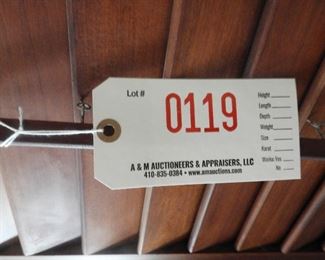 Lot #
0119
Height
Length
Depth
Weight
Size
Karat
Works: Yes
No
A & M AUCTIONEERS & APPRAISERS, LLC
410-835-0384 • www.amauctions.com